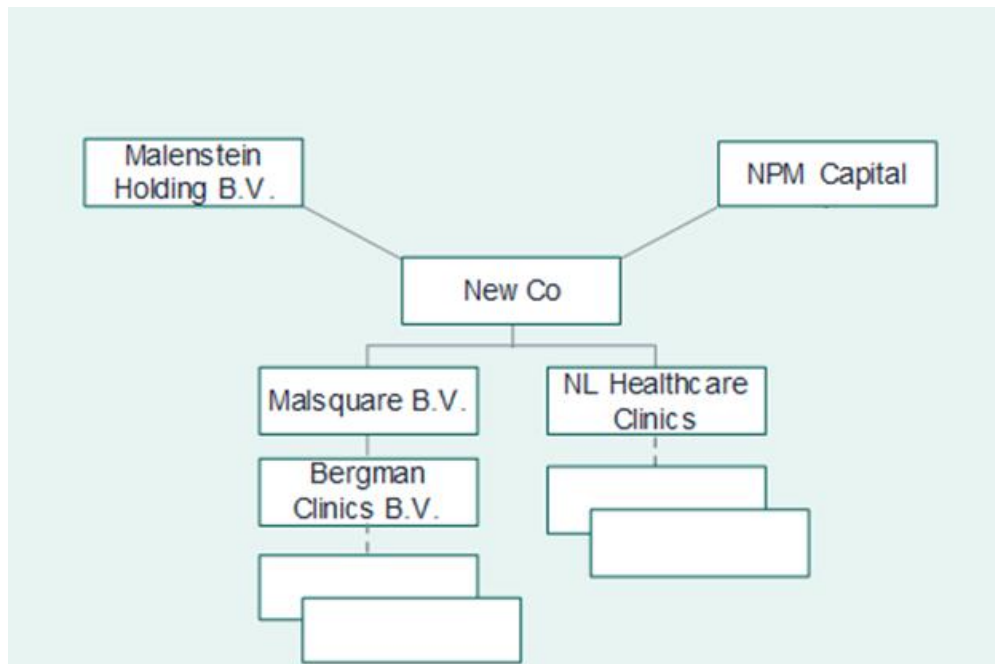 Malenstein
Holding B.V.
NPM Capital
New Co
Malsquare B.V.
NL Healthcare
Clinics
Bergman
Clinics B.V.